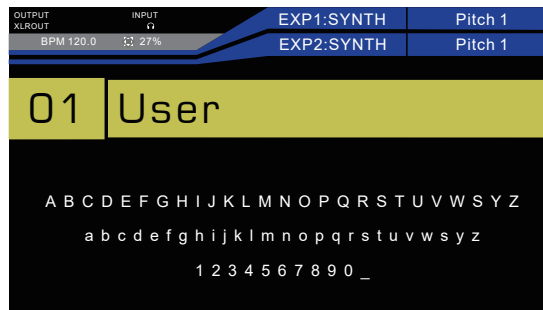 OUTPUT INPUT EXP1:SYNTH Pitch 1
XLROUT
BPM 120.0 27% EXP2:SYNTH Pitch 1
01 User
A B C D E F G H I J K L M N O P Q R S T U V W S Y Z
a b c d e f g h i j k l m n o p q r s t u v w s y z
1 2 3 4 5 6 7 8 9 0 _